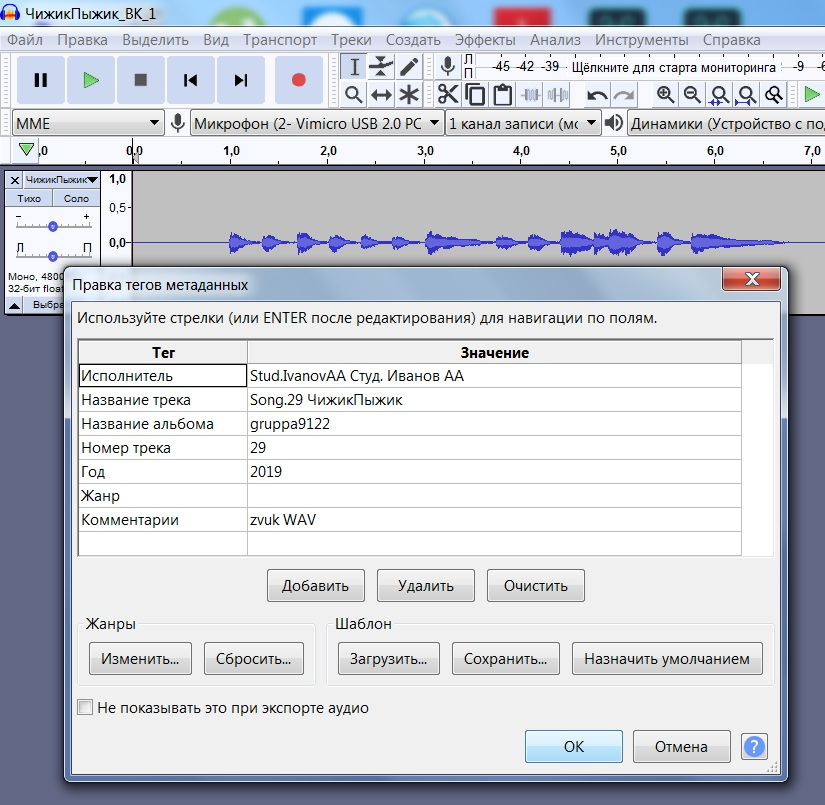 ЧижикПыжик_ВК_1
Файл Правка Выделить Вид Транспорт Треки Создать Эффекты Анализ Инструменты Справка
Л -45 -42 -39 Щёлкните для старта мониторинга -9 -6
П
MME Микрофон (2- Vimicro USB 2.0 PC 1 канал записи (мо Динамики (Устройство с по
,0 0,0 1,0 2,0 3,0 4,0 5,0 6,0 7,0
ЧижикПыжик 1,0
Тихо Соло
0,5
- +
0,0
Л П
Моно, 4800
32-бит float
Выбра
Правка тегов метаданных
Используйте стрелки (или ENTER после редактирования) для навигации по полям.
Тег Значение
Исполнитель Stud.IvanovAA Студ. Иванов АА
Название трека Song.29 ЧижикПыжик
Название альбома gruppa9122
Номер трека 29
Год 2019
Жанр
Комментарии zvuk WAV
Добавить Удалить Очистить
Жанры Шаблон
Изменить... Сбросить... Загрузить... Сохранить... Назначить умолчанием
Не показывать это при экспорте аудио
OK Отмена ?